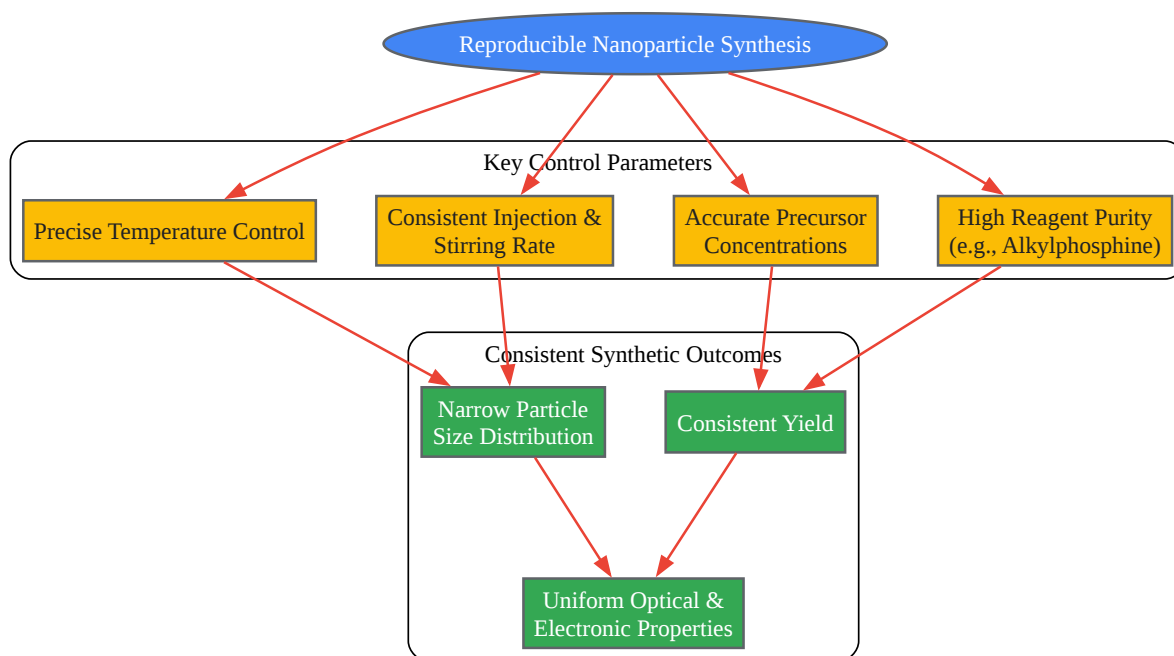 Reproducible Nanoparticle Synthesis
Key Control Parameters
Precise Temperature Control
Consistent Injection &
Stirring Rate
Accurate Precursor
Concentrations
High Reagent Purity
(e.g., Alkylphosphine)
Consistent Synthetic Outcomes
Narrow Particle
Size Distribution
Consistent Yield
Uniform Optical &
Electronic Properties